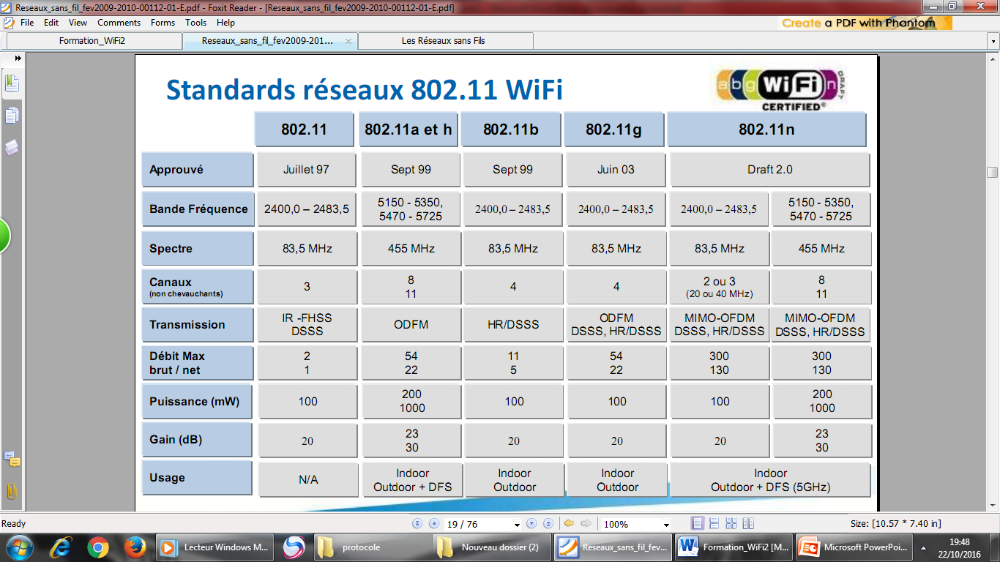 Reseaux_sans_fil_fev2009-2010-00112-01-E.pdf - Foxit Reader - [Reseaux_sans_fil_fev2009-2010-00112-01-E.pdf]
File Edit View Comments Forms Tools Help
Create a PDF with Phantom
Formation_WiFi2 Reseaux_sans_fil_fev2009-201... Les Réseaux sans Fils
Standards réseaux 802.11 WiFi
a b g WiFi n DRAFT
CERTIFIED®
802.11 802.11a et h 802.11b 802.11g 802.11n
Approuvé Juillet 97 Sept 99 Sept 99 Juin 03 Draft 2.0
Bande Fréquence 2400,0 – 2483,5 5150 - 5350, 5470 - 5725 2400,0 – 2483,5 2400,0 – 2483,5 2400,0 – 2483,5 5150 - 5350, 5470 - 5725
Spectre 83,5 MHz 455 MHz 83,5 MHz 83,5 MHz 83,5 MHz 455 MHz
Canaux (non chevauchants) 3 8 11 4 4 2 ou 3 (20 ou 40 MHz) 8 11
Transmission IR -FHSS DSSS ODFM HR/DSSS ODFM DSSS, HR/DSSS MIMO-OFDM DSSS, HR/DSSS MIMO-OFDM DSSS, HR/DSSS
Débit Max brut / net 2 1 54 22 11 5 54 22 300 130 300 130
Puissance (mW) 100 200 1000 100 100 100 200 1000
Gain (dB) 20 23 30 20 20 20 23 30
Usage N/A Indoor Outdoor + DFS Indoor Outdoor Indoor Outdoor Indoor Outdoor + DFS (5GHz)
Ready 19 / 76 100% Size: [10.57 * 7.40 in]
Lecteur Windows M... protocole Nouveau dossier (2) Reseaux_sans_fil_fev... Formation_WiFi2 [M... Microsoft PowerPoi... 19:48
22/10/2016